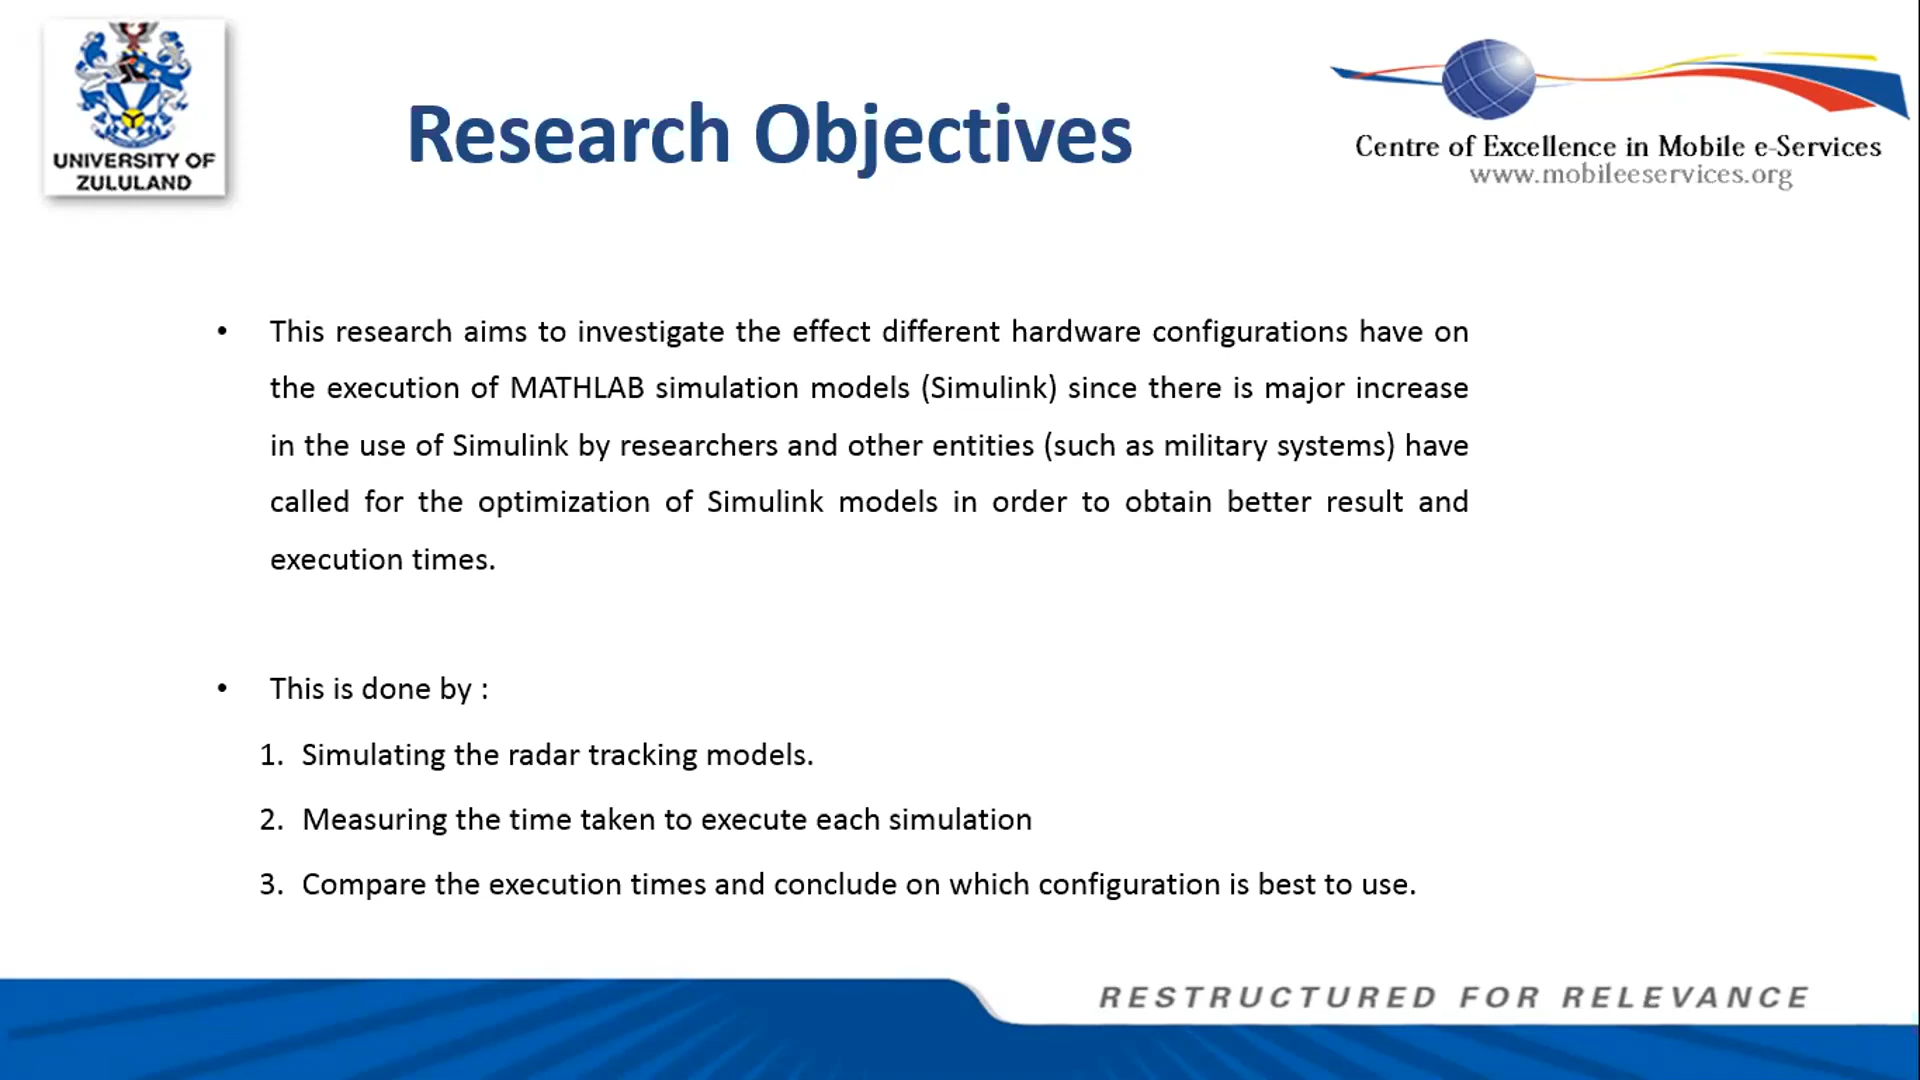 UNIVERSITY OF
ZULULAND
Research Objectives
Centre of Excellence in Mobile e-Services
www.mobileeservices.org
• This research aims to investigate the effect different hardware configurations have on
the execution of MATHLAB simulation models (Simulink) since there is major increase
in the use of Simulink by researchers and other entities (such as military systems) have
called for the optimization of Simulink models in order to obtain better result and
execution times.
• This is done by :
1. Simulating the radar tracking models.
2. Measuring the time taken to execute each simulation
3. Compare the execution times and conclude on which configuration is best to use.
RESTRUCTURED FOR RELEVANCE